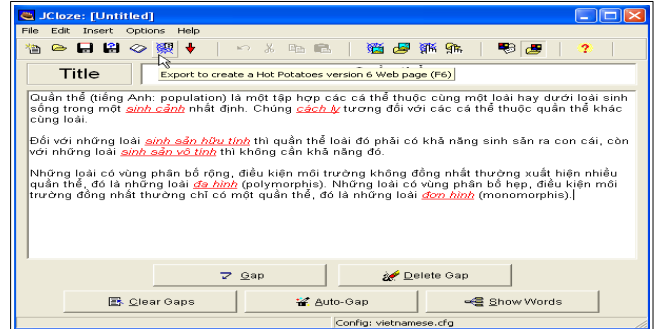 JCloze: [Untitled]
File Edit Insert Options Help
Export to create a Hot Potatoes version 6 Web page (F6)
Title
Quần thể (tiếng Anh: population) là một tập hợp các cá thể thuộc cùng một loài hay dưới loài sinh
sống trong một sinh cảnh nhất định. Chúng cách ly tương đối với các cá thể thuộc quần thể khác
cùng loài.
Đối với những loài sinh sản hữu tính thì quần thể loài đó phải có khả năng sinh sản ra con cái, còn
với những loài sinh sản vô tính thì không cần khả năng đó.
Những loài có vùng phân bố rộng, điều kiện môi trường không đồng nhất thường xuất hiện nhiều
quần thể, đó là những loài đa hình (polymorphis). Những loài có vùng phân bố hẹp, điều kiện môi
trường đồng nhất thường chỉ có một quần thể, đó là những loài đơn hình (monomorphis).
Gap Delete Gap
Clear Gaps Auto-Gap Show Words
Config: vietnamese.cfg